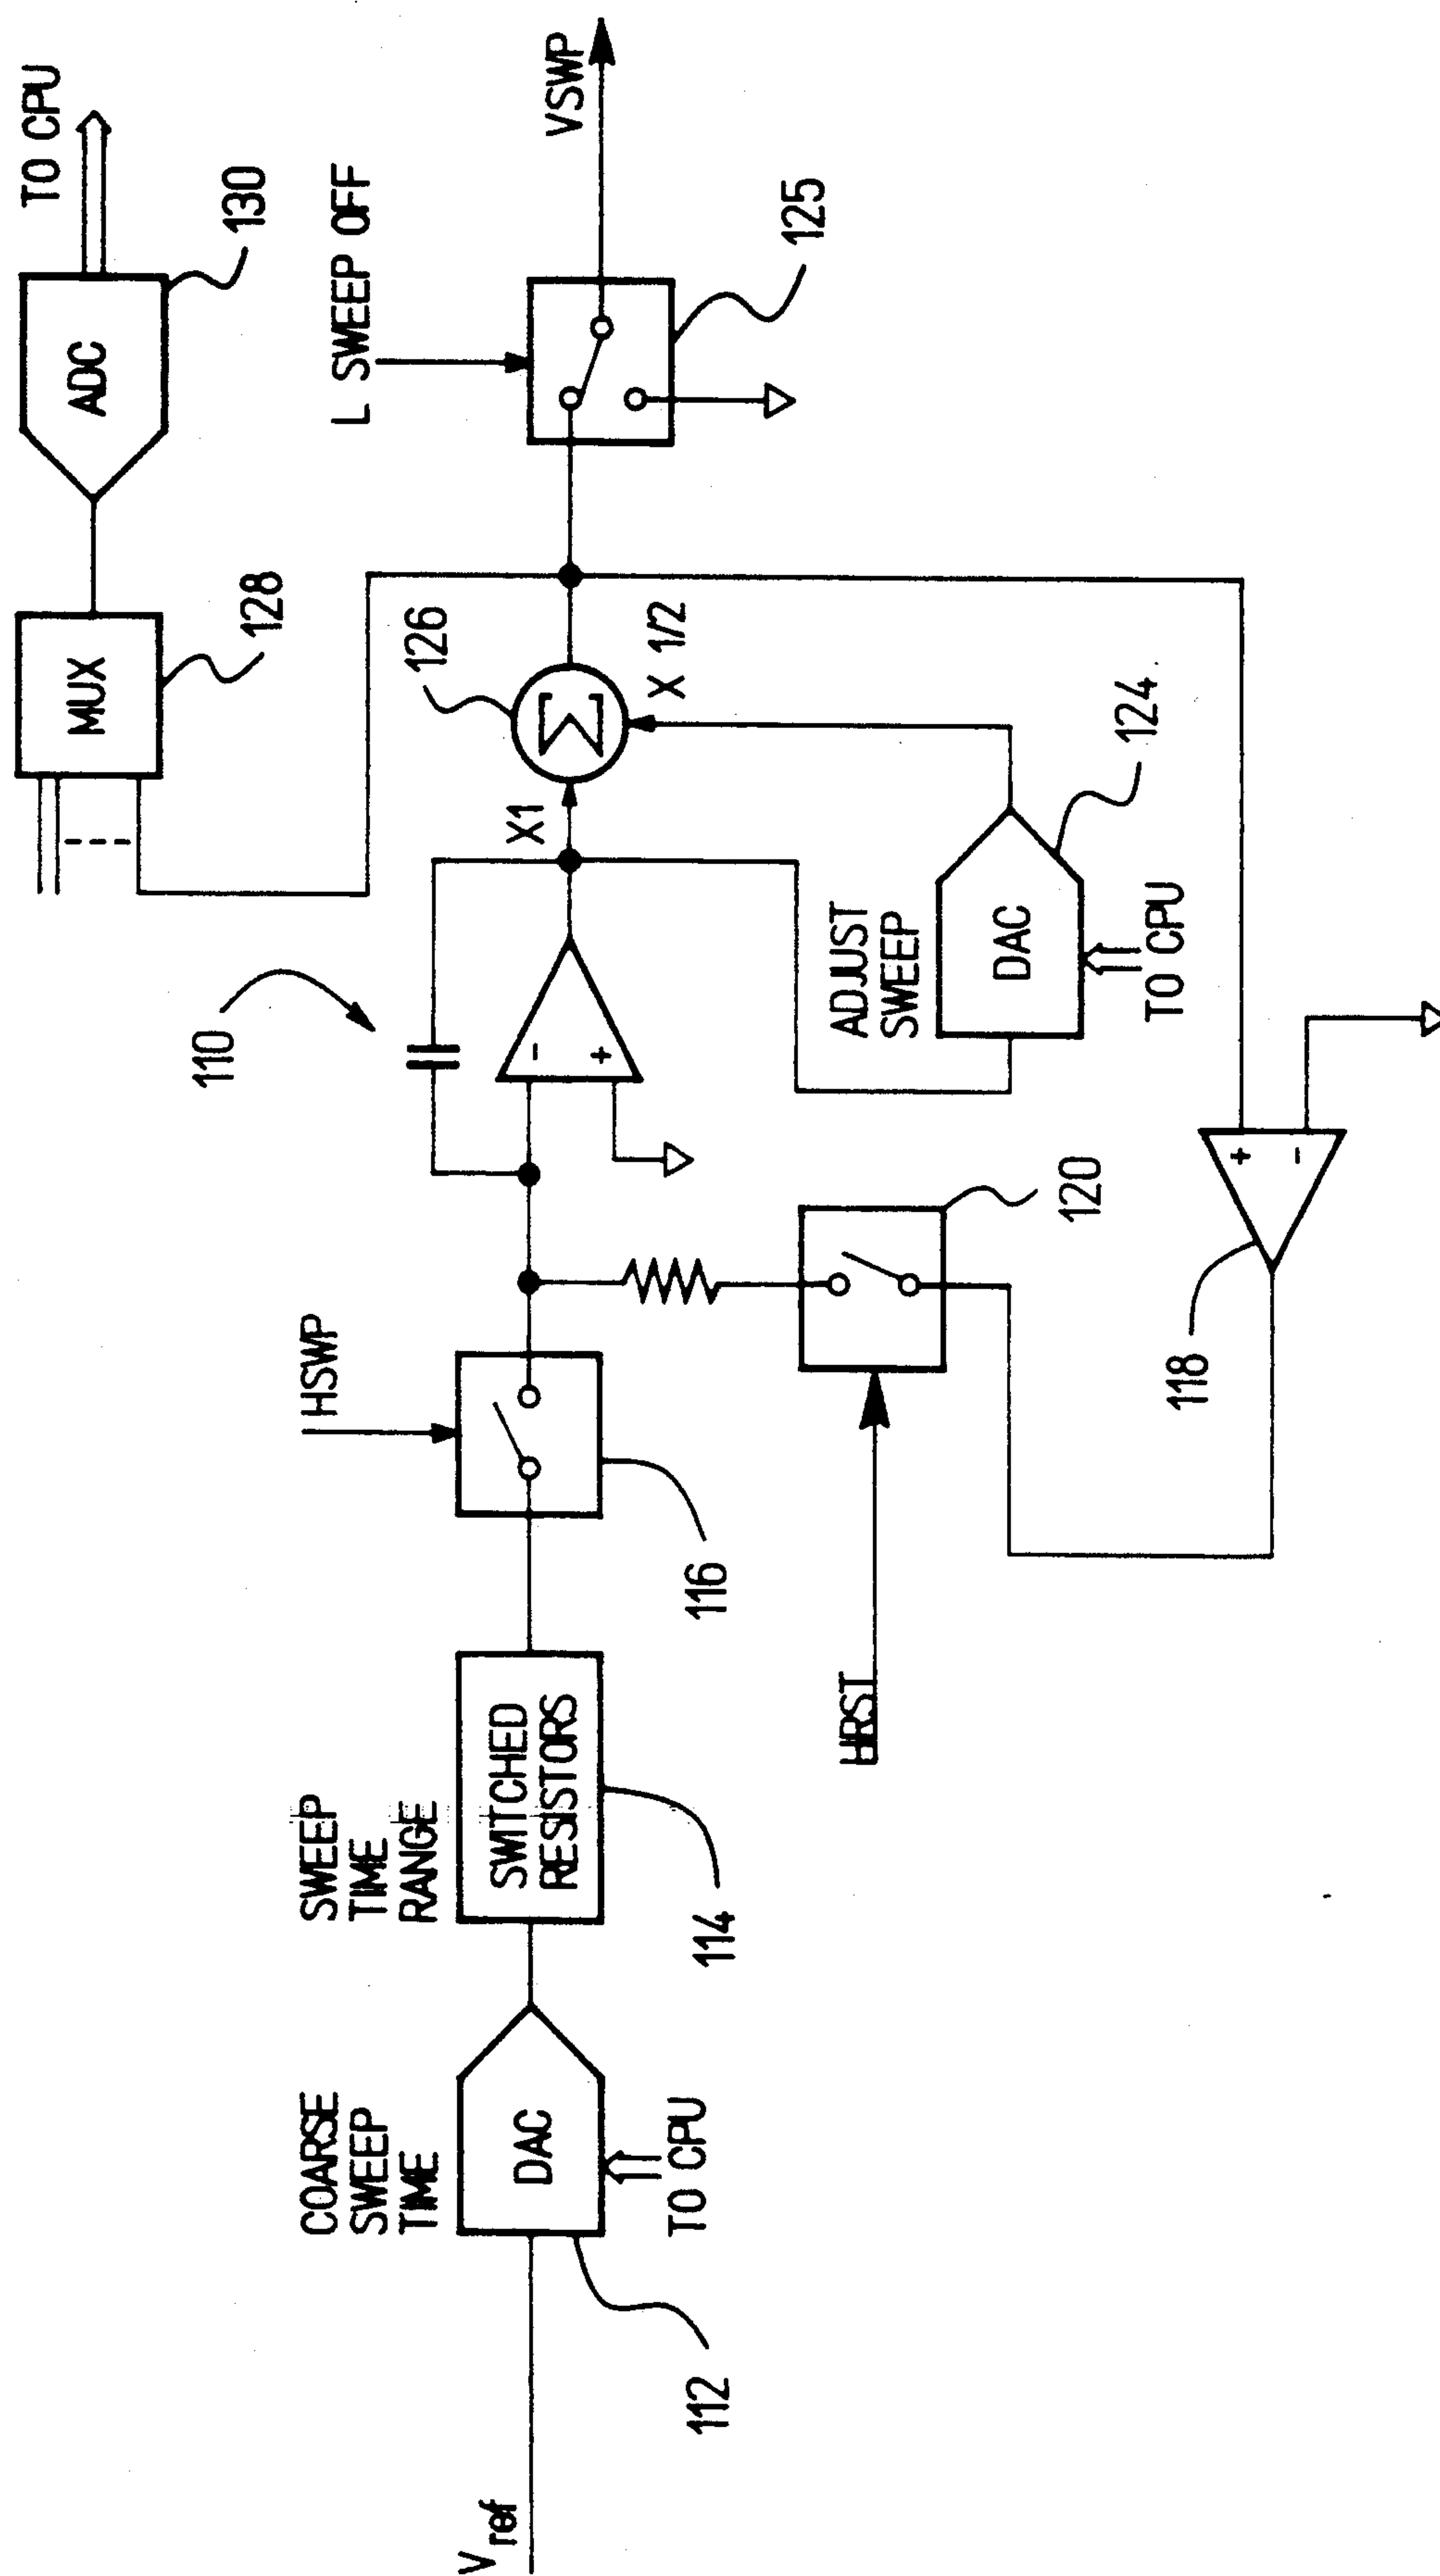 TO CPU
MUX
ADC
128
130
L SWEEP OFF
VSWP
125
126
X1
X 1/2
110
-
+
ADJUST
SWEEP
DAC
TO CPU
124
HSWP
116
120
HRST
118
+
-
COARSE
SWEEP
TIME
DAC
TO CPU
112
Vref
SWEEP
TIME
RANGE
SWITCHED
RESISTORS
114
Σ